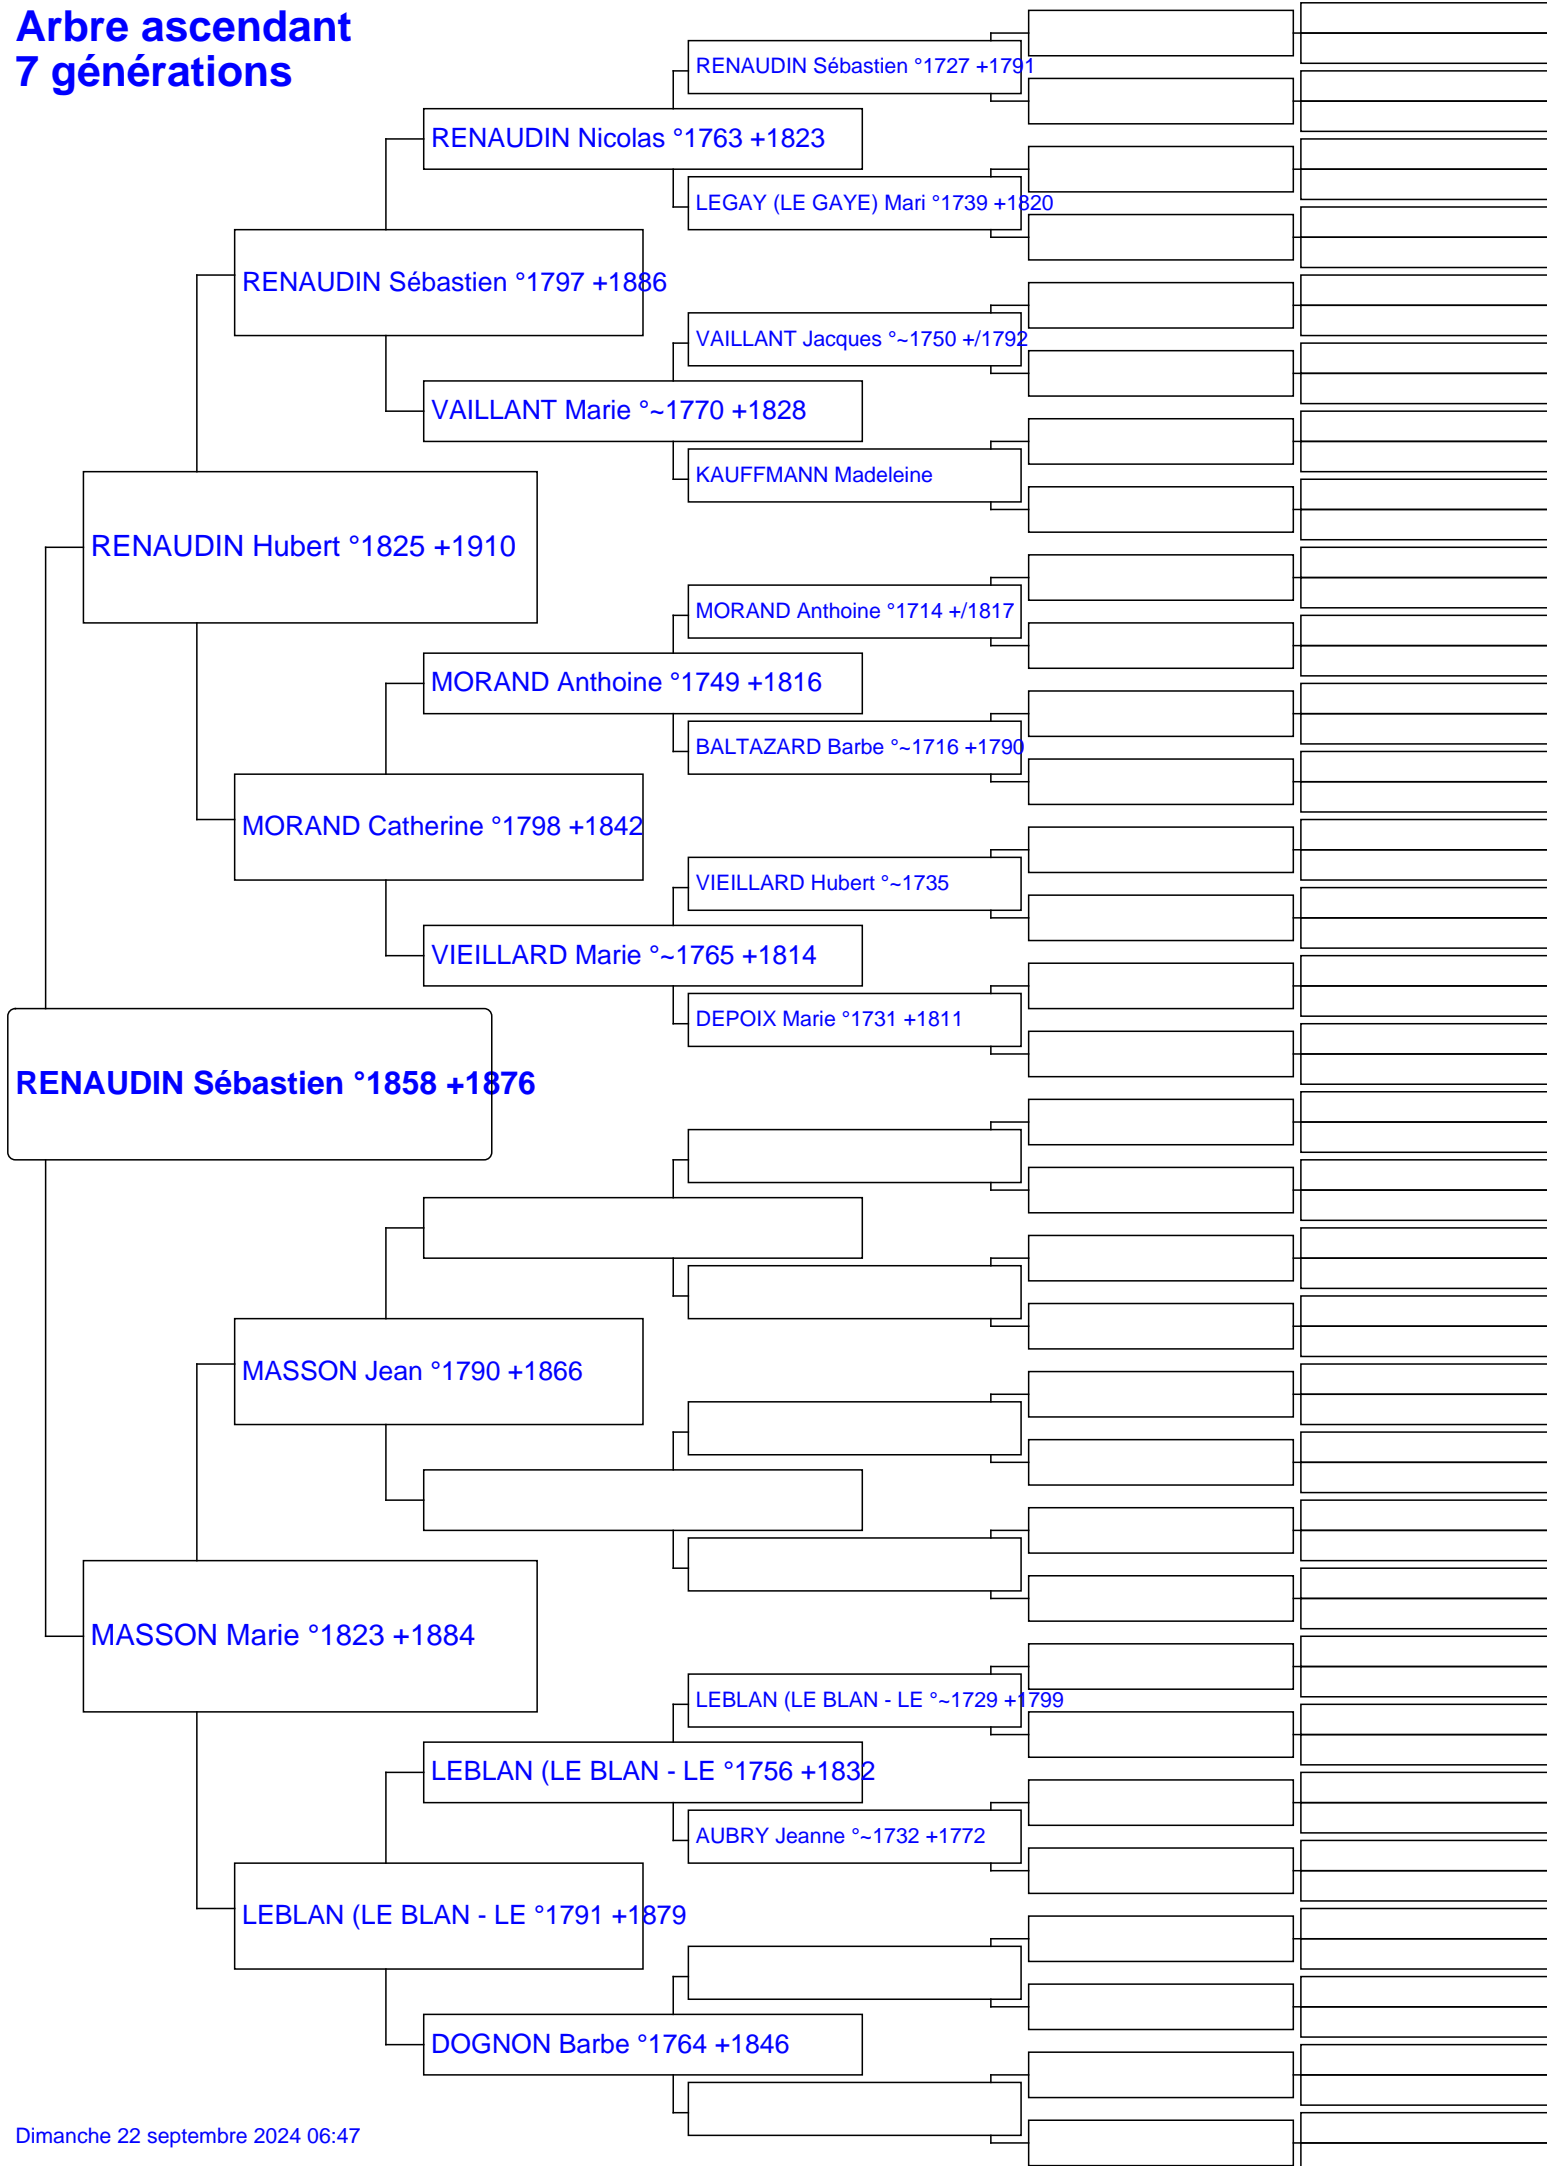 Arbre ascendant
7 générations
RENAUDIN Sébastien °1727 +1791
RENAUDIN Nicolas °1763 +1823
LEGAY (LE GAYE) Mari °1739 +1820
RENAUDIN Sébastien °1797 +1886
VAILLANT Jacques °~1750 +/1792
VAILLANT Marie °~1770 +1828
KAUFFMANN Madeleine
RENAUDIN Hubert °1825 +1910
MORAND Anthoine °1714 +/1817
MORAND Anthoine °1749 +1816
BALTAZARD Barbe °~1716 +1790
MORAND Catherine °1798 +1842
VIEILLARD Hubert °~1735
VIEILLARD Marie °~1765 +1814
DEPOIX Marie °1731 +1811
RENAUDIN Sébastien °1858 +1876
MASSON Jean °1790 +1866
MASSON Marie °1823 +1884
LEBLAN (LE BLAN - LE °~1729 +1799
LEBLAN (LE BLAN - LE °1756 +1832
AUBRY Jeanne °~1732 +1772
LEBLAN (LE BLAN - LE °1791 +1879
DOGNON Barbe °1764 +1846
Dimanche 22 septembre 2024 06:47